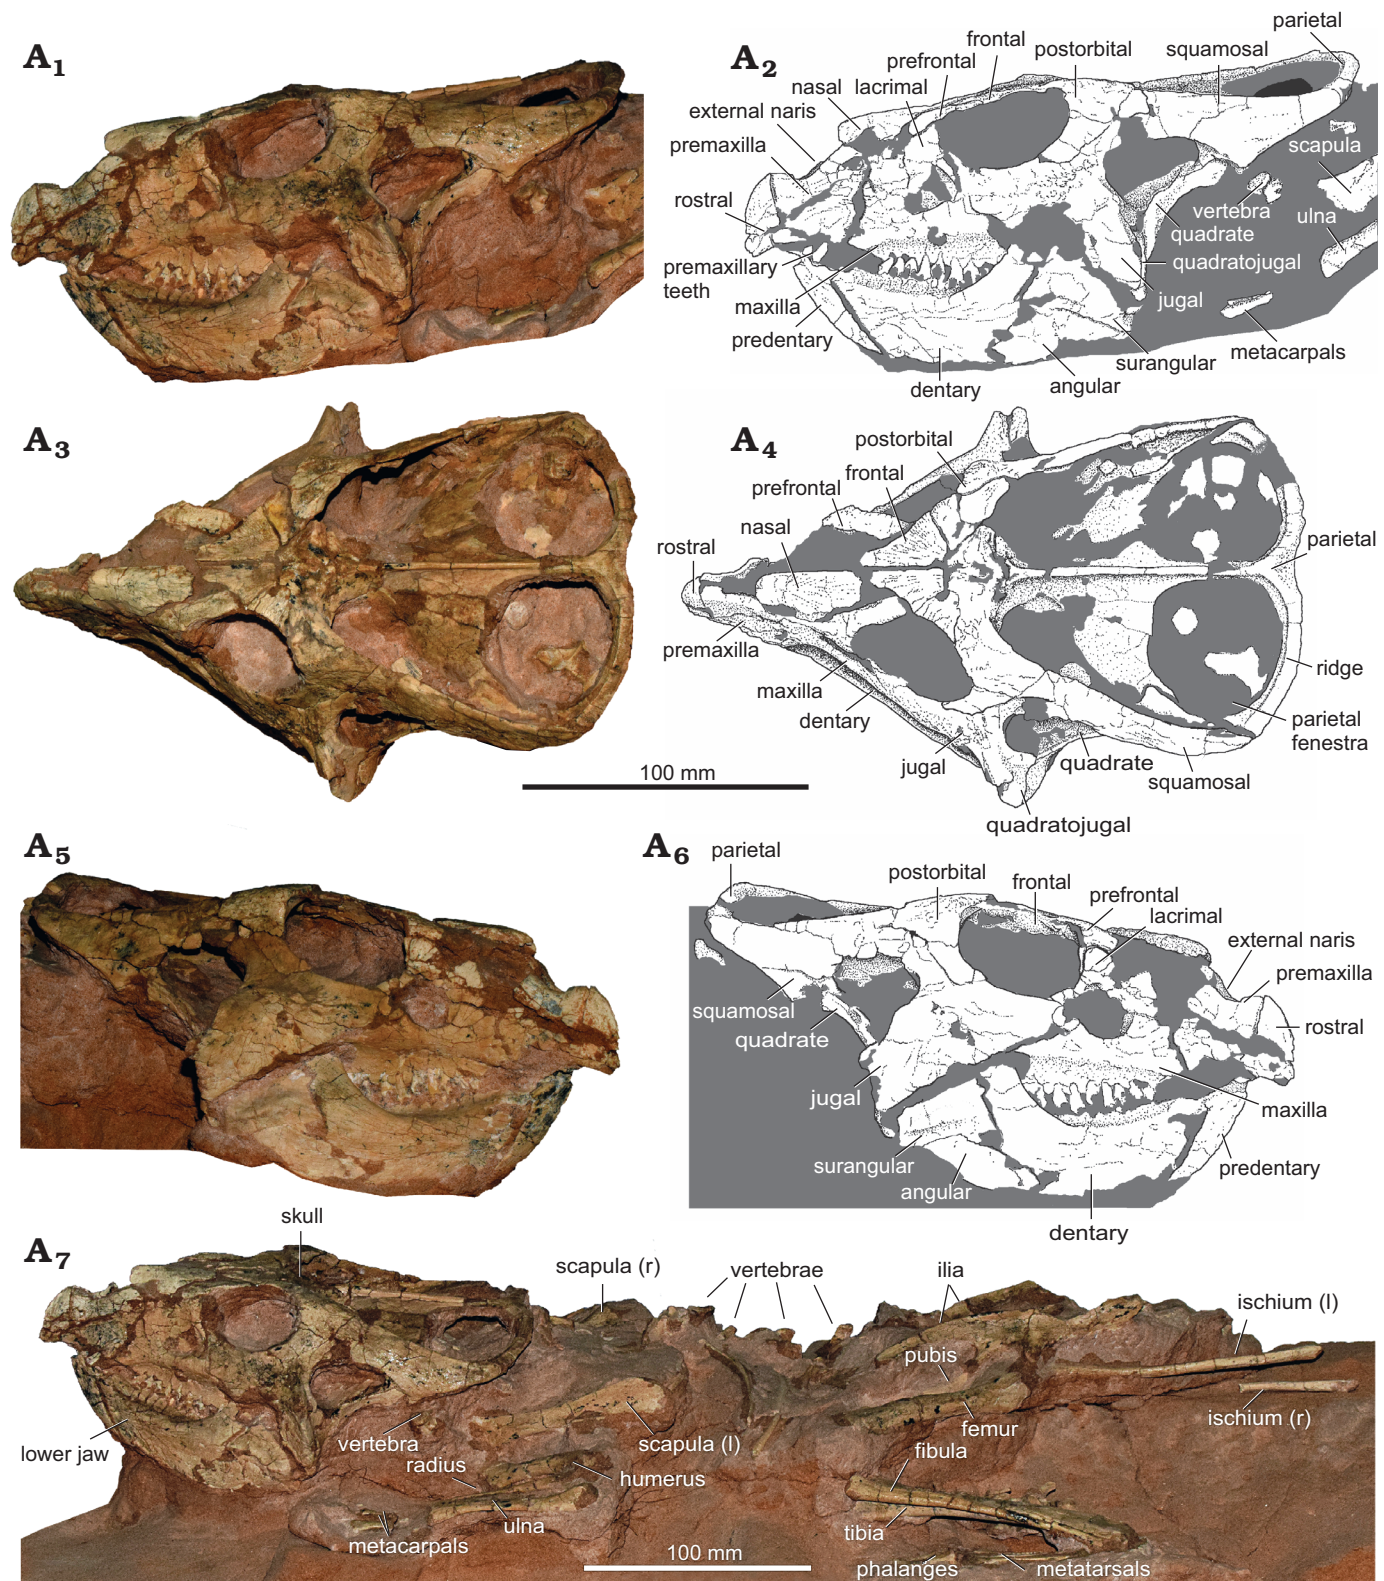 A1
A2
parietal
frontal
postorbital
squamosal
prefrontal
nasal
lacrimal
external naris
premaxilla
rostral
scapula
vertebra
ulna
quadrate
premaxillary
teeth
quadratojugal
maxilla
jugal
predentary
metacarpals
surangular
dentary
angular
A3
A4
postorbital
frontal
prefrontal
nasal
rostral
parietal
premaxilla
ridge
maxilla
dentary
parietal
fenestra
jugal
quadrate
squamosal
100 mm
quadratojugal
A5
A6
parietal
postorbital
frontal
prefrontal
lacrimal
external naris
premaxilla
squamosal
rostral
quadrate
jugal
maxilla
surangular
predentary
angular
dentary
A7
skull
scapula (r)
vertebrae
ilia
ischium (l)
pubis
ischium (r)
femur
lower jaw
vertebra
scapula (l)
radius
fibula
humerus
ulna
tibia
metacarpals
100 mm
phalanges
metatarsals